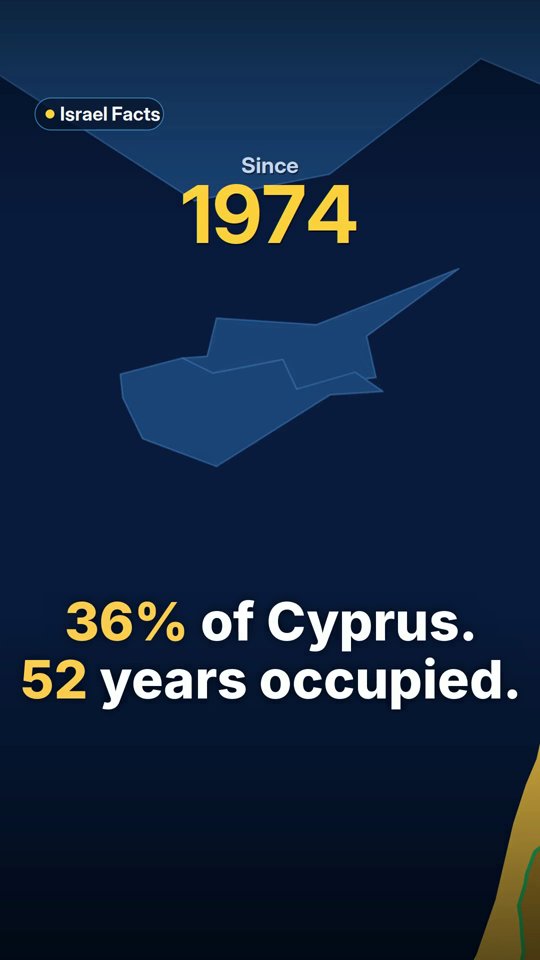 Israel Facts
Since
1974
36% of Cyprus.
52 years occupied.